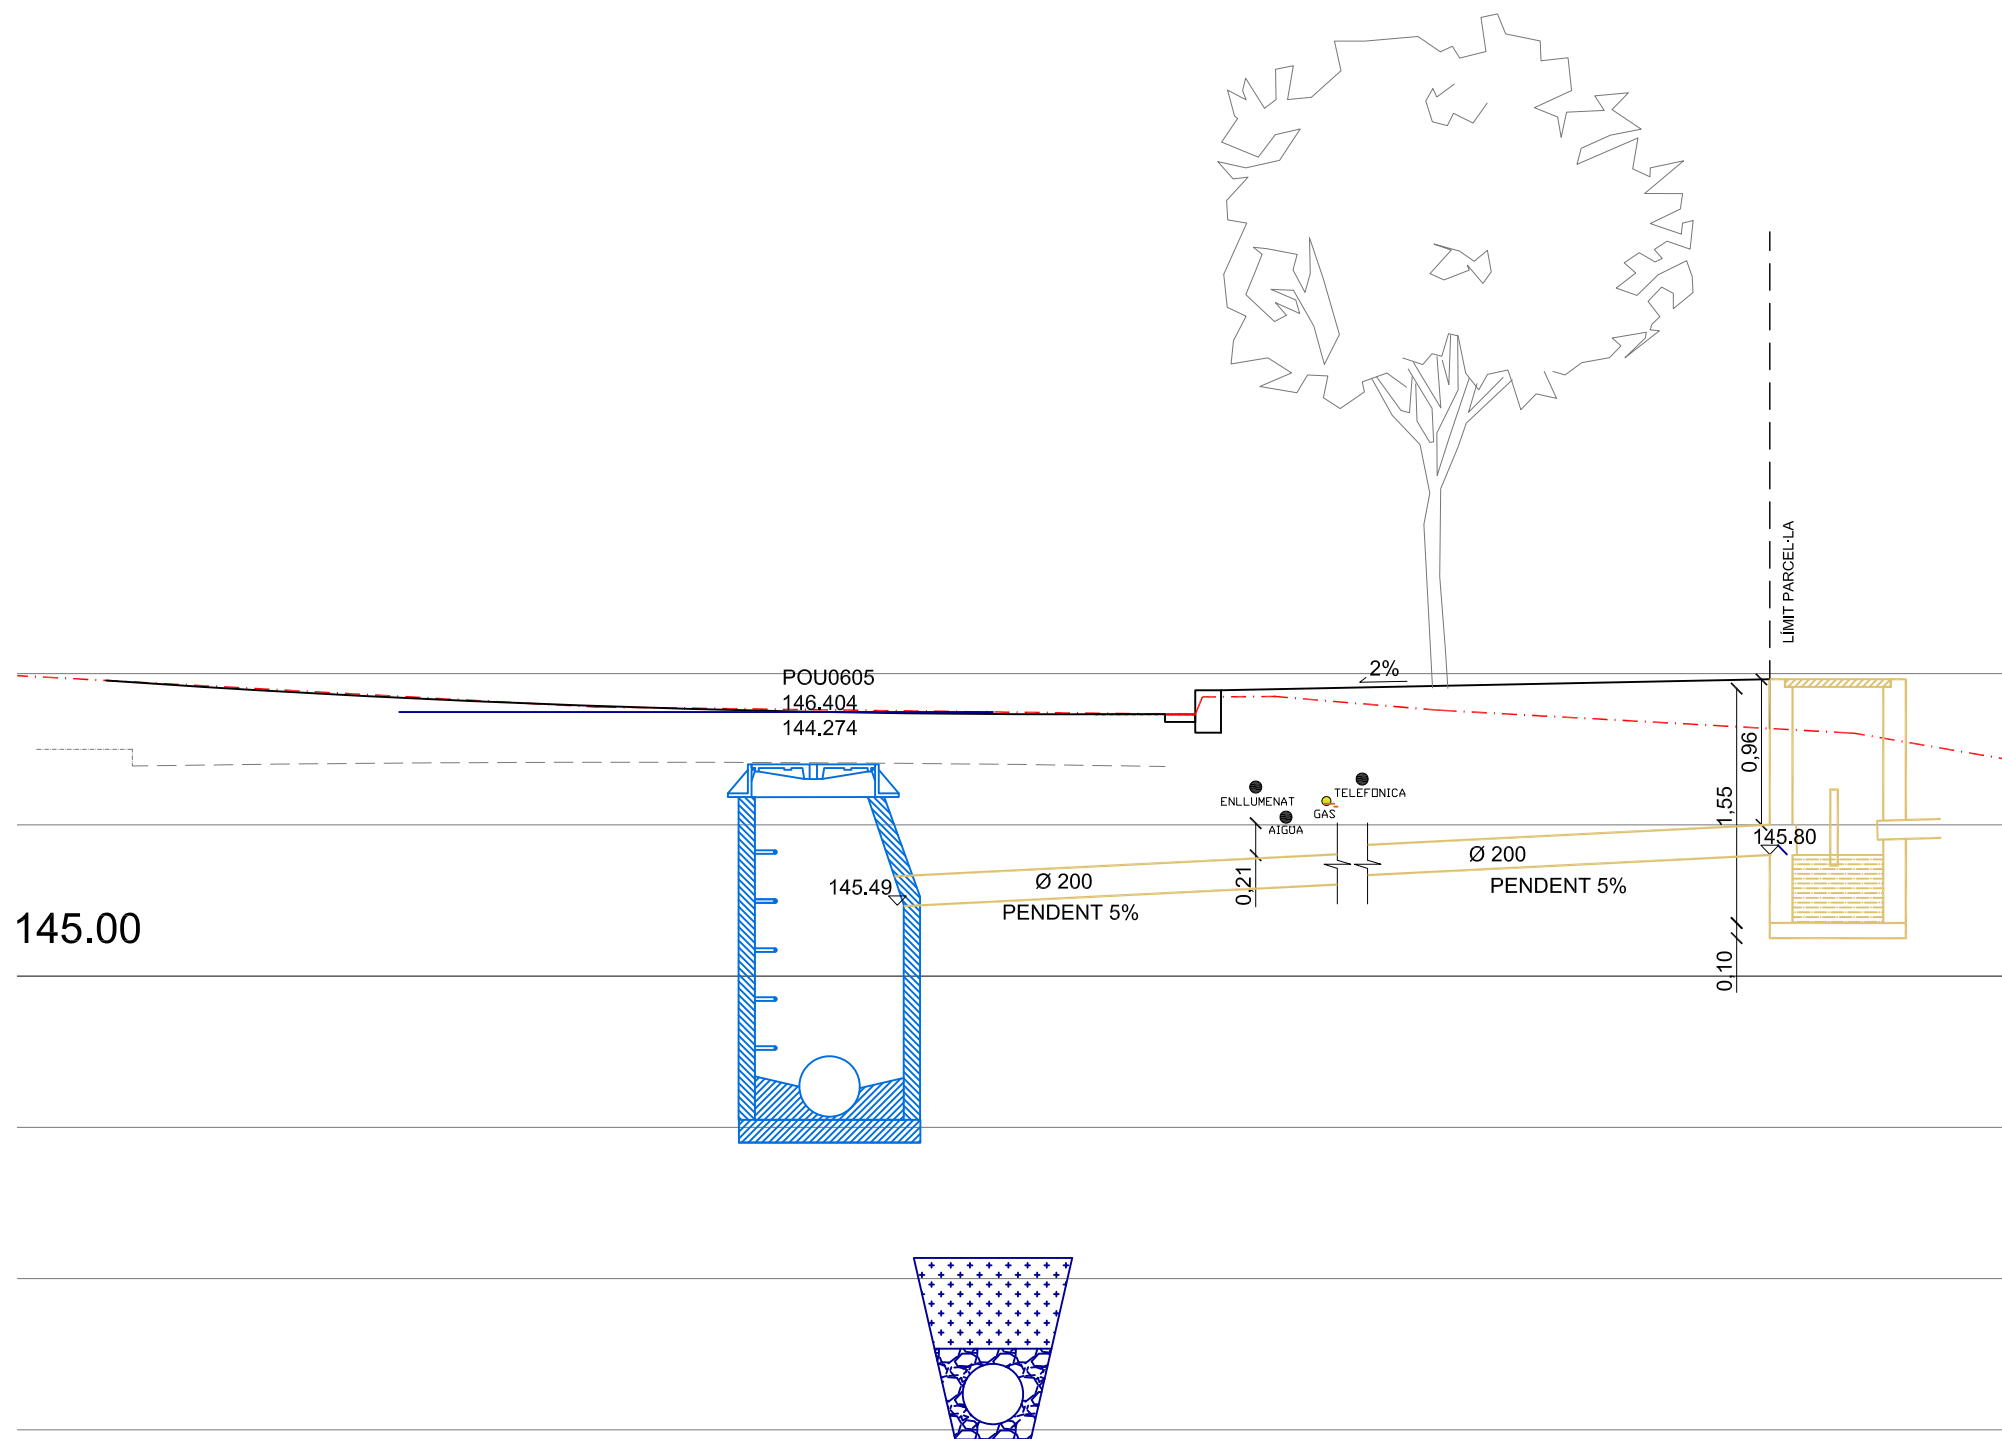 LÍMIT PARCEL·LA
2%
POU0605
146.404
144.274
0,96
1,55
TELEFONICA
ENLLUMENAT
GAS
AIGUA
145.80
Ø 200
PENDENT 5%
145.49
Ø 200
PENDENT 5%
0,21
145.00
0,10